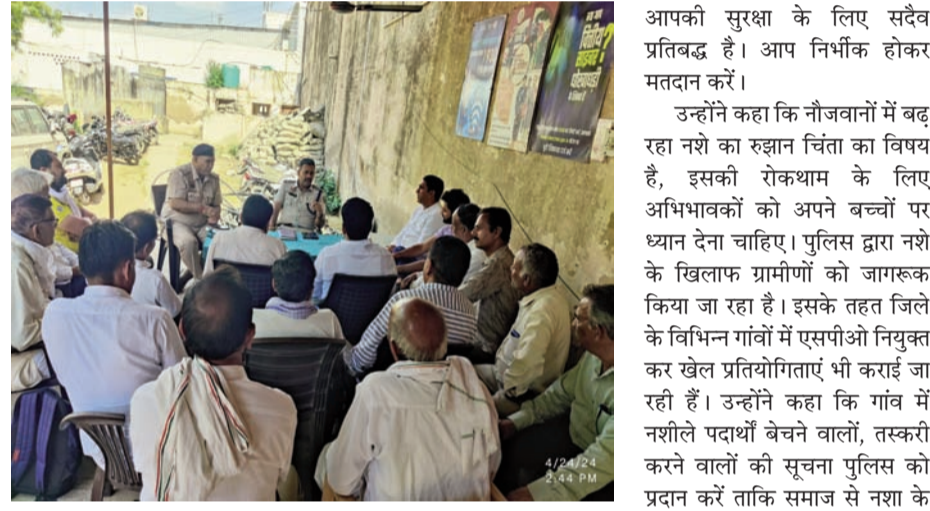 वित्तीय
साइबर
धोखाधड़ी
4/24/24
2:44 PM
आपकी सुरक्षा के लिए सदैव
प्रतिबद्ध है। आप निर्भीक होकर
मतदान करें।
उन्होंने कहा कि नौजवानों में बढ़
रहा नशे का रुझान चिंता का विषय
है, इसकी रोकथाम के लिए
अभिभावकों को अपने बच्चों पर
ध्यान देना चाहिए। पुलिस द्वारा नशे
के खिलाफ ग्रामीणों को जागरूक
किया जा रहा है। इसके तहत जिले
के विभिन्न गांवों में एसपीओ नियुक्त
कर खेल प्रतियोगिताएं भी कराई जा
रही हैं। उन्होंने कहा कि गांव में
नशीले पदार्थों बेचने वालों, तस्करी
करने वालों की सूचना पुलिस को
प्रदान करें ताकि समाज से नशा के